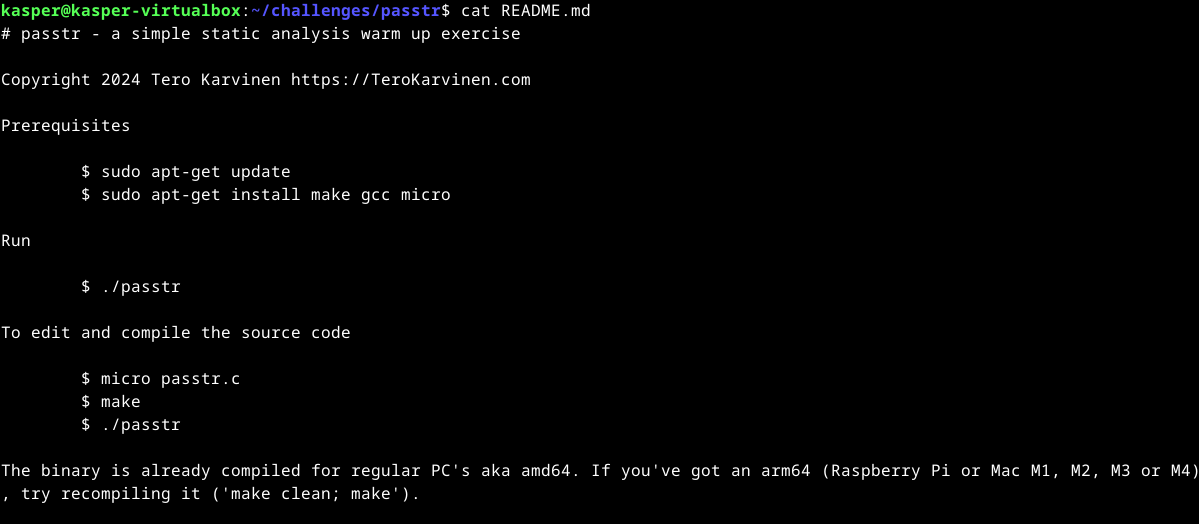 kasper@kasper-virtualbox:~/challenges/passtr$ cat README.md
# passtr - a simple static analysis warm up exercise
Copyright 2024 Tero Karvinen https://TeroKarvinen.com
Prerequisites
$ sudo apt-get update
$ sudo apt-get install make gcc micro
Run
$ ./passtr
To edit and compile the source code
$ micro passtr.c
$ make
$ ./passtr
The binary is already compiled for regular PC's aka amd64. If you've got an arm64 (Raspberry Pi or Mac M1, M2, M3 or M4)
, try recompiling it ('make clean; make').